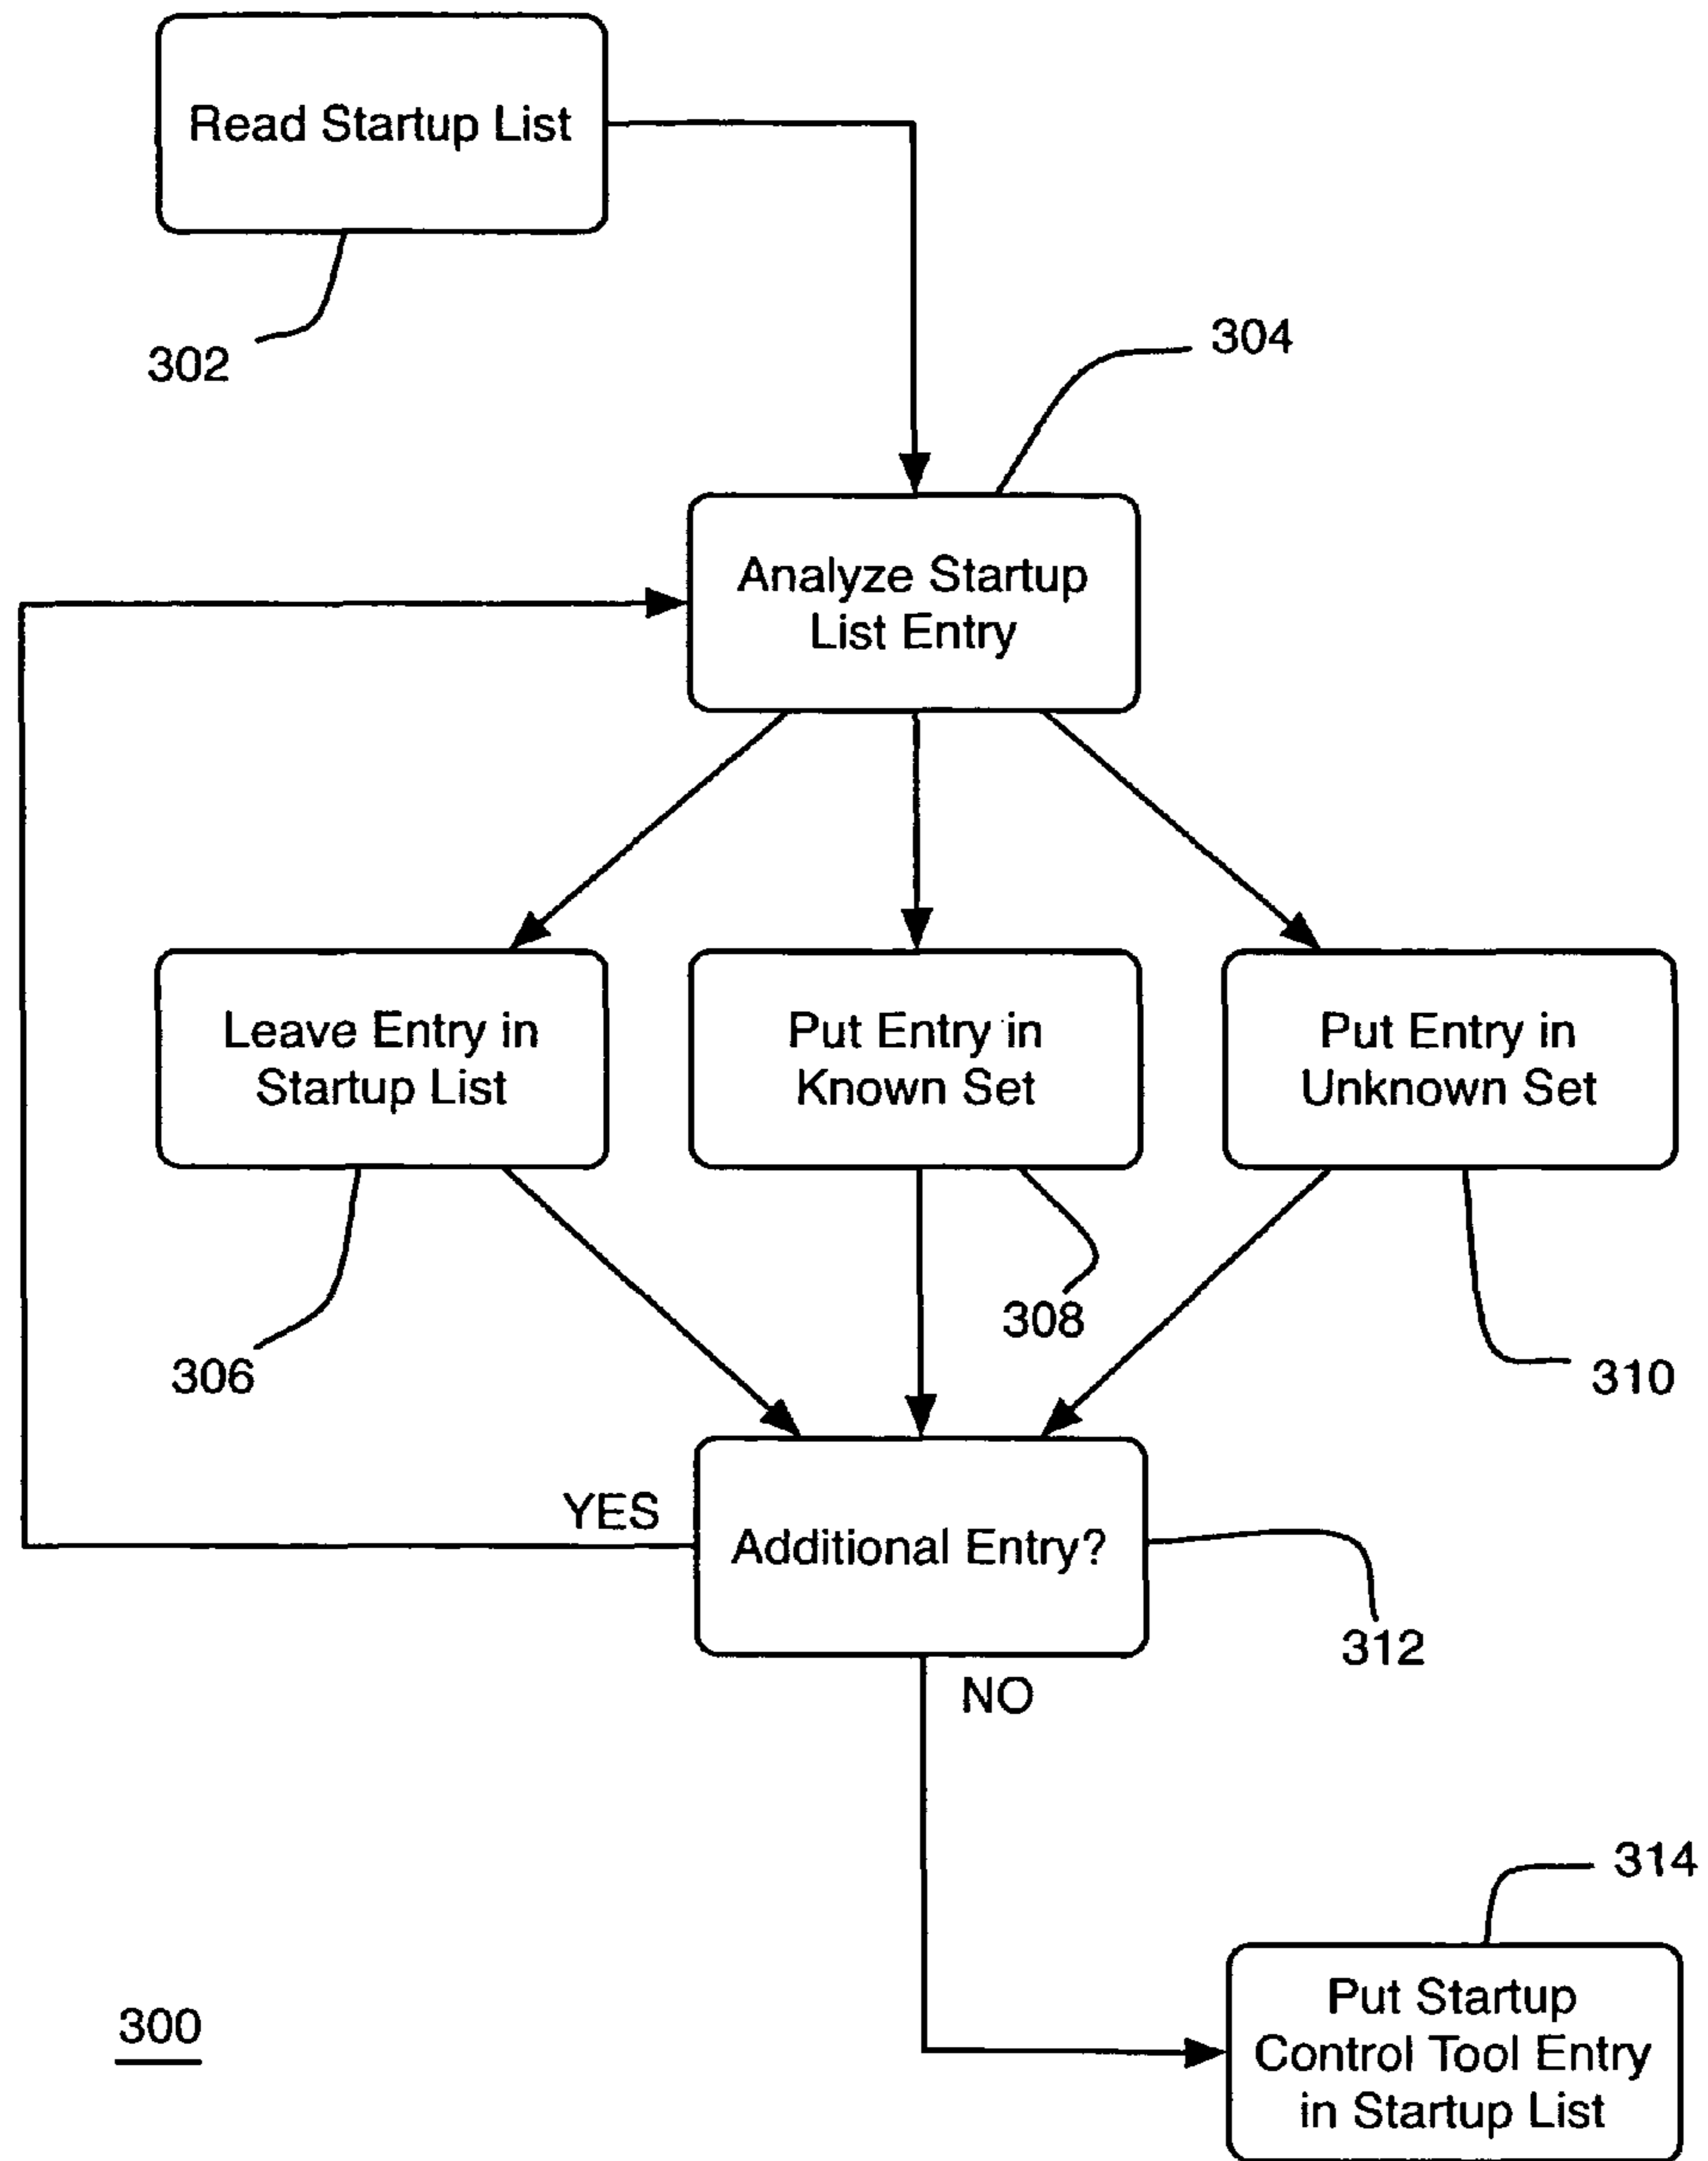 Read Startup List
302
304
Analyze Startup
List Entry
Leave Entry in
Startup List
Put Entry in
Known Set
Put Entry in
Unknown Set
306
308
310
YES
Additional Entry?
312
NO
314
300
Put Startup
Control Tool Entry
in Startup List